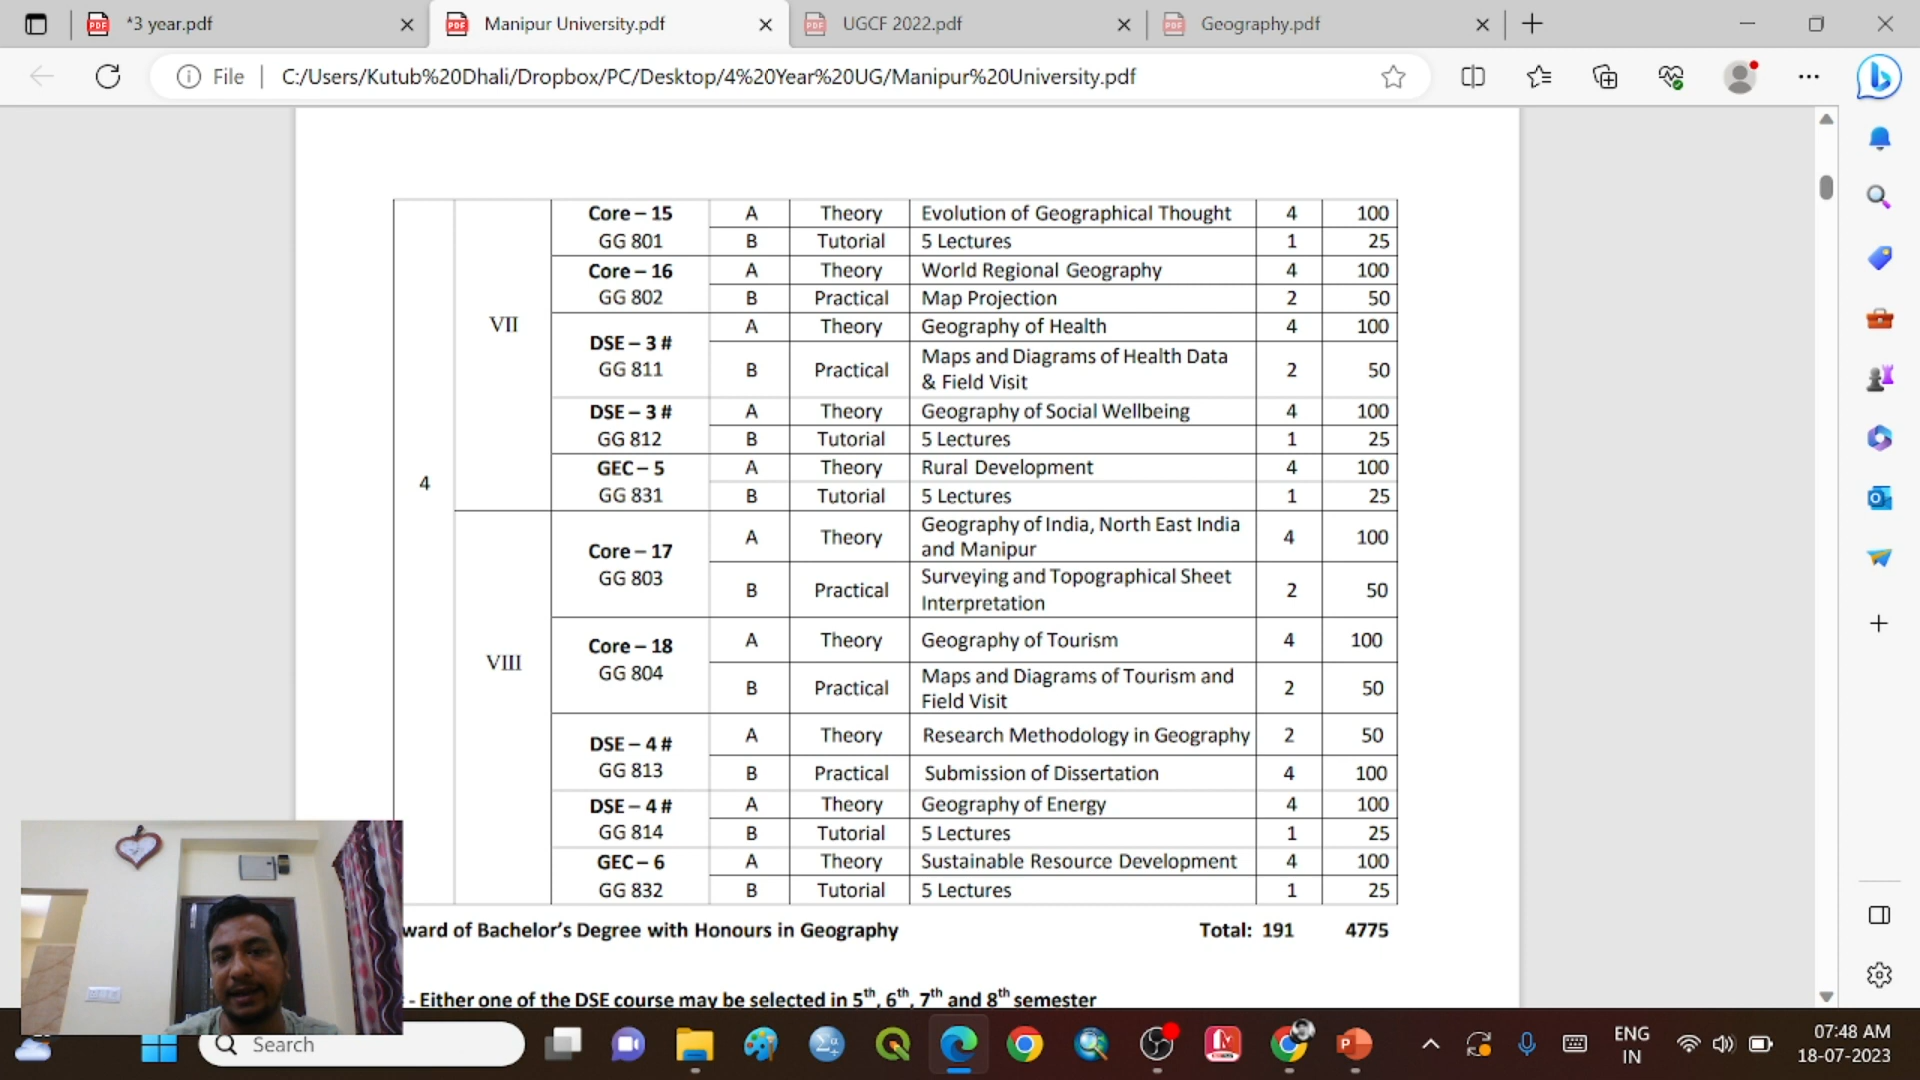 *3 year.pdf
Manipur University.pdf
UGCF 2022.pdf
Geography.pdf
File
C:/Users/Kutub%20Dhali/Dropbox/PC/Desktop/4%20Year%20UG/Manipur%20University.pdf
4
VII
Core – 15 A Theory Evolution of Geographical Thought 4 100
GG 801 B Tutorial 5 Lectures 1 25
Core – 16 A Theory World Regional Geography 4 100
GG 802 B Practical Map Projection 2 50
DSE – 3 # A Theory Geography of Health 4 100
GG 811 B Practical Maps and Diagrams of Health Data 2 50
& Field Visit
DSE – 3 # A Theory Geography of Social Wellbeing 4 100
GG 812 B Tutorial 5 Lectures 1 25
GEC – 5 A Theory Rural Development 4 100
GG 831 B Tutorial 5 Lectures 1 25
VIII
Core – 17 A Theory Geography of India, North East India 4 100
and Manipur
GG 803 B Practical Surveying and Topographical Sheet 2 50
Interpretation
Core – 18 A Theory Geography of Tourism 4 100
GG 804 B Practical Maps and Diagrams of Tourism and 2 50
Field Visit
DSE – 4 # A Theory Research Methodology in Geography 2 50
GG 813 B Practical Submission of Dissertation 4 100
DSE – 4 # A Theory Geography of Energy 4 100
GG 814 B Tutorial 5 Lectures 1 25
GEC – 6 A Theory Sustainable Resource Development 4 100
GG 832 B Tutorial 5 Lectures 1 25
ward of Bachelor's Degree with Honours in Geography Total: 191 4775
- Either one of the DSE course may be selected in 5th, 6th, 7th and 8th semester
Search
ENG
IN
07:48 AM
18-07-2023